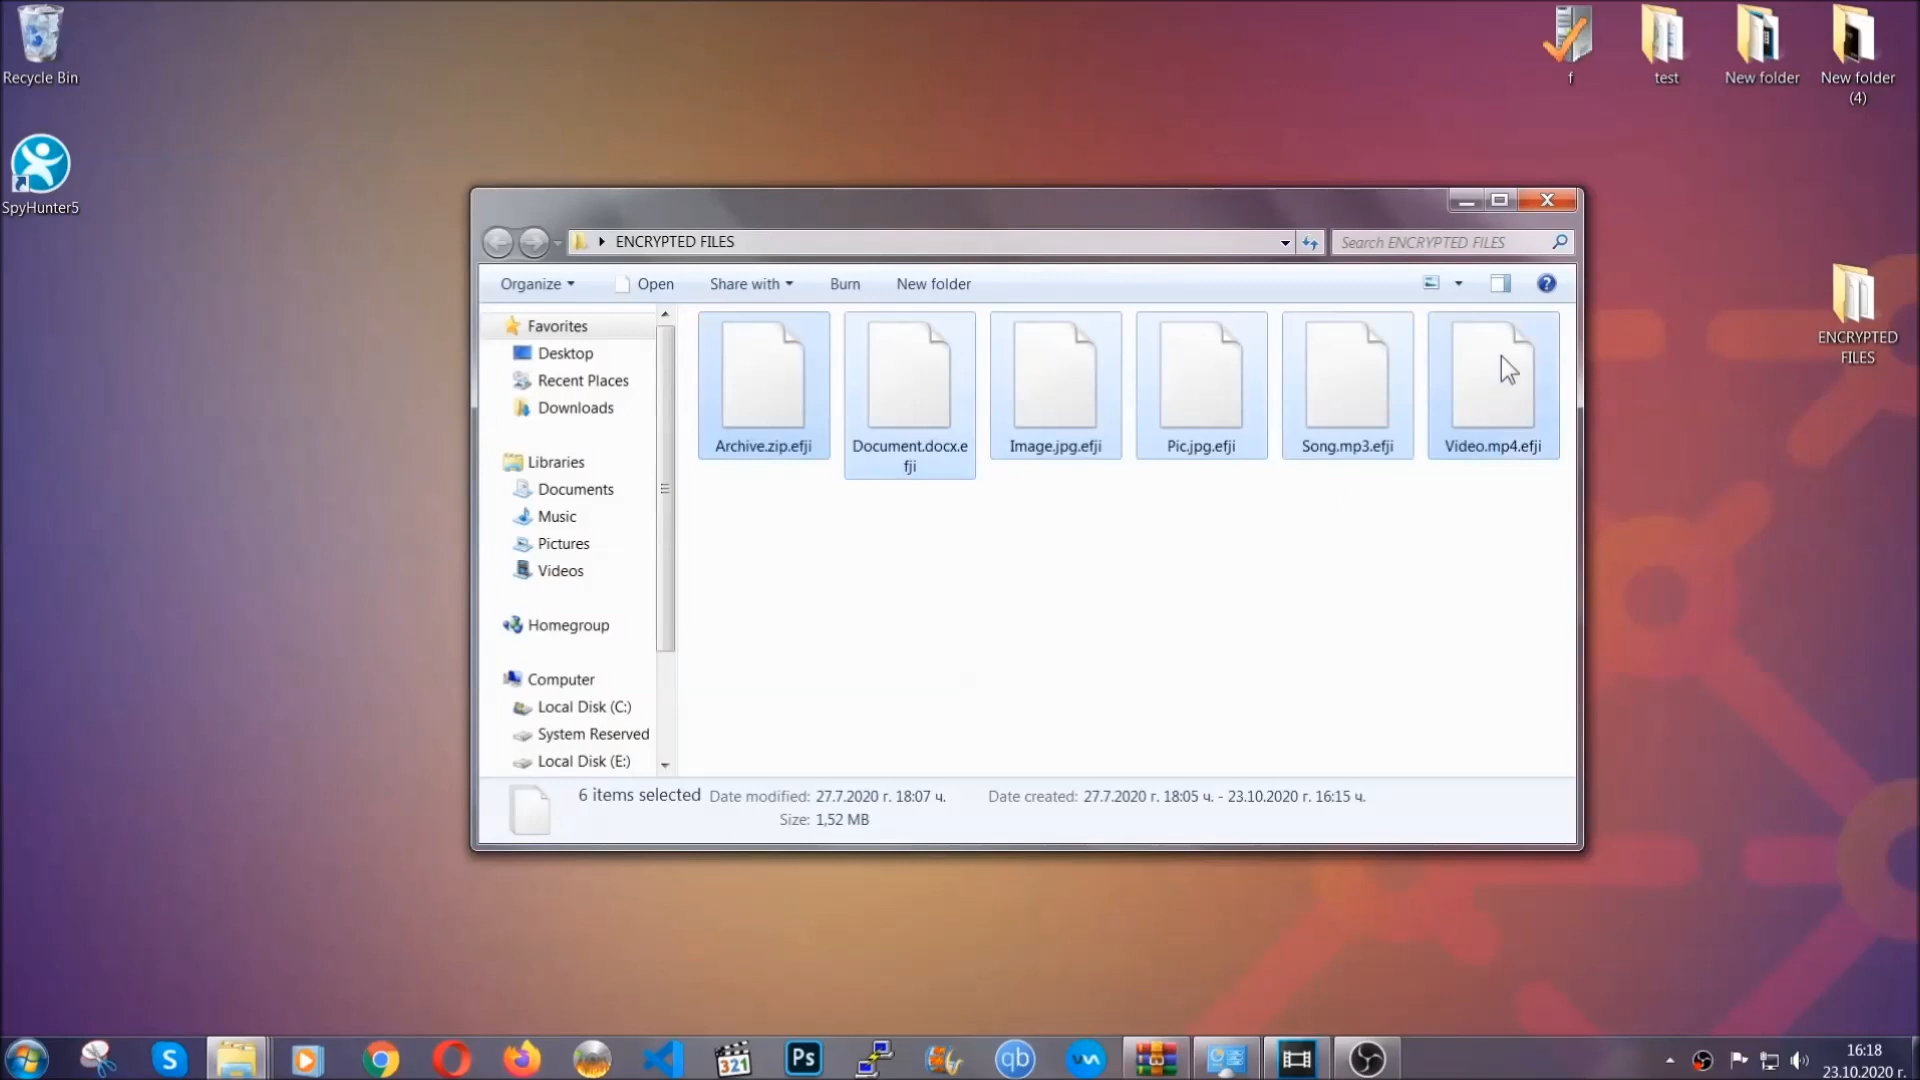 Recycle Bin
SpyHunter5
f
test
New folder
New folder
(4)
ENCRYPTED
FILES
ENCRYPTED FILES
Search ENCRYPTED FILES
Organize
Open
Share with
Burn
New folder
Favorites
Desktop
Recent Places
Downloads
Libraries
Documents
Music
Pictures
Videos
Homegroup
Computer
Local Disk (C:)
System Reserved
Local Disk (E:)
Archive.zip.efji
Document.docx.e
fji
Image.jpg.efji
Pic.jpg.efji
Song.mp3.efji
Video.mp4.efji
6 items selected
Date modified: 27.7.2020 г. 18:07 ч.
Date created: 27.7.2020 г. 18:05 ч. - 23.10.2020 г. 16:15 ч.
Size: 1,52 MB
S
321
Ps
qb
16:18
23.10.2020 г.